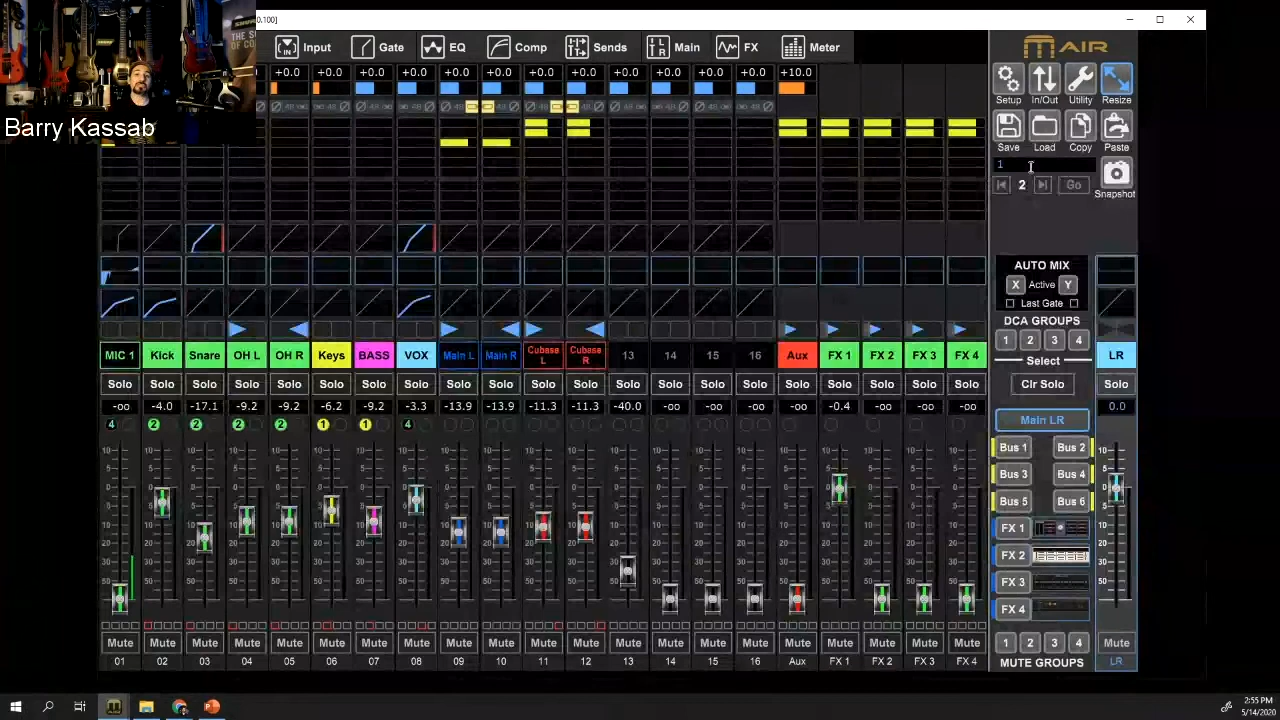 0.100]
Barry Kassab
Input Gate EQ Comp Sends Main FX Meter
M AIR
+0.0 +0.0 +0.0 +0.0 +0.0 +0.0 +0.0 +0.0 +0.0 +0.0 +0.0 +0.0 +10.0
Setup In/Out Utility Resize
Save Load Copy Paste
1
2 Go
Snapshot
AUTO MIX
X Active Y
Last Gate
DCA GROUPS
1 2 3 4
Select
MIC 1 Kick Snare OH L OH R Keys BASS VOX Main L Main R Cubase L Cubase R 13 14 15 16 Aux FX 1 FX 2 FX 3 FX 4 LR
Solo Solo Solo Solo Solo Solo Solo Solo Solo Solo Solo Solo Solo Solo Solo Solo Solo Solo Solo Solo Solo Clr Solo Solo
-oo -4.0 -17.1 -9.2 -9.2 -6.2 -9.2 -3.3 -13.9 -13.9 -11.3 -11.3 -40.0 -oo -oo -oo -oo -0.4 -oo -oo -oo 0.0
4 2 2 2 2 1 1 4
Main LR
Bus 1 Bus 2
Bus 3 Bus 4
Bus 5 Bus 6
FX 1
FX 2
FX 3
FX 4
10 5 0 5 10 20 30 50
Mute Mute Mute Mute Mute Mute Mute Mute Mute Mute Mute Mute Mute Mute Mute Mute Mute Mute Mute Mute Mute 1 2 3 4 Mute
01 02 03 04 05 06 07 08 09 10 11 12 13 14 15 16 Aux FX 1 FX 2 FX 3 FX 4 MUTE GROUPS LR
2:55 PM
5/14/2020